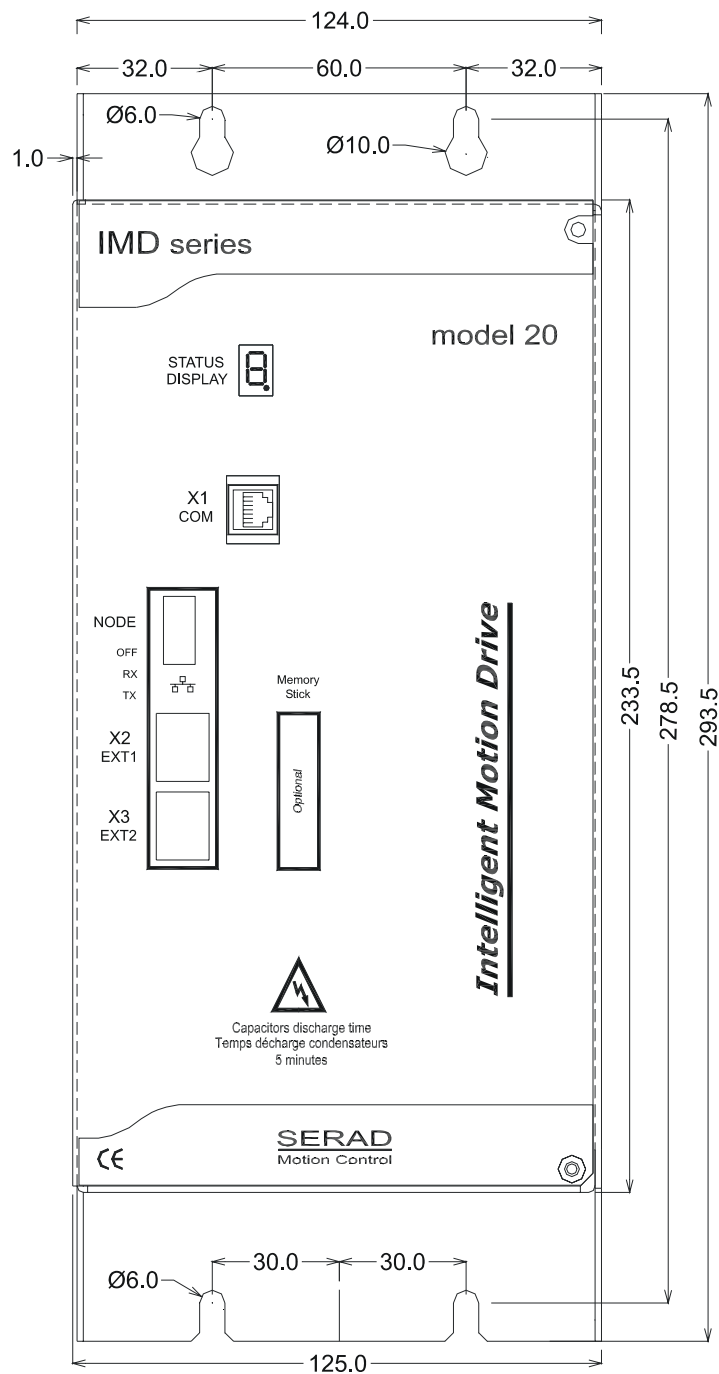 124.0
32.0 60.0 32.0
Ø6.0
Ø10.0
1.0
IMD series
model 20
STATUS
DISPLAY
8.
X1
COM
NODE
OFF
RX
TX
X2
EXT1
X3
EXT2
Memory
Stick
Optional
Intelligent Motion Drive
233.5
278.5
293.5
Capacitors discharge time
Temps décharge condensateurs
5 minutes
SERAD
Motion Control
CE
Ø6.0
30.0 30.0
125.0